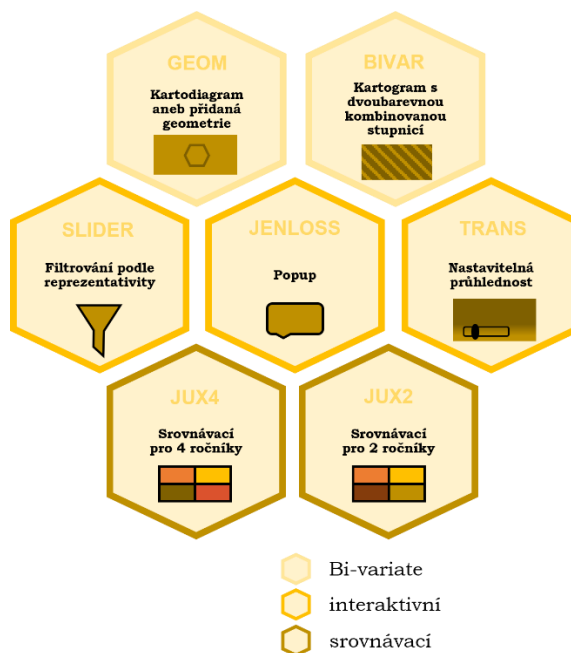 GEOM
Kartodiagram
aneb přidaná
geometrie
BIVAR
Kartogram s
dvoubarevnou
kombinovanou
stupnicí
SLIDER
Filtrování podle
reprezentativity
JENLOSS
Popup
TRANS
Nastavitelná
průhlednost
JUX4
Srovnávací
pro 4 ročníky
JUX2
Srovnávací
pro 2 ročníky
Bi-variate
interaktivní
srovnávací